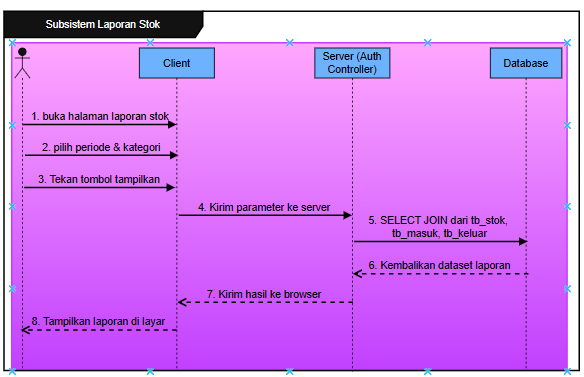 Subsistem Laporan Stok
Client
Server (Auth
Controller)
Database
1. buka halaman laporan stok
2. pilih periode & kategori
3. Tekan tombol tampilkan
4. Kirim parameter ke server
5. SELECT JOIN dari tb_stok,
tb_masuk, tb_keluar
6. Kembalikan dataset laporan
7. Kirim hasil ke browser
8. Tampilkan laporan di layar